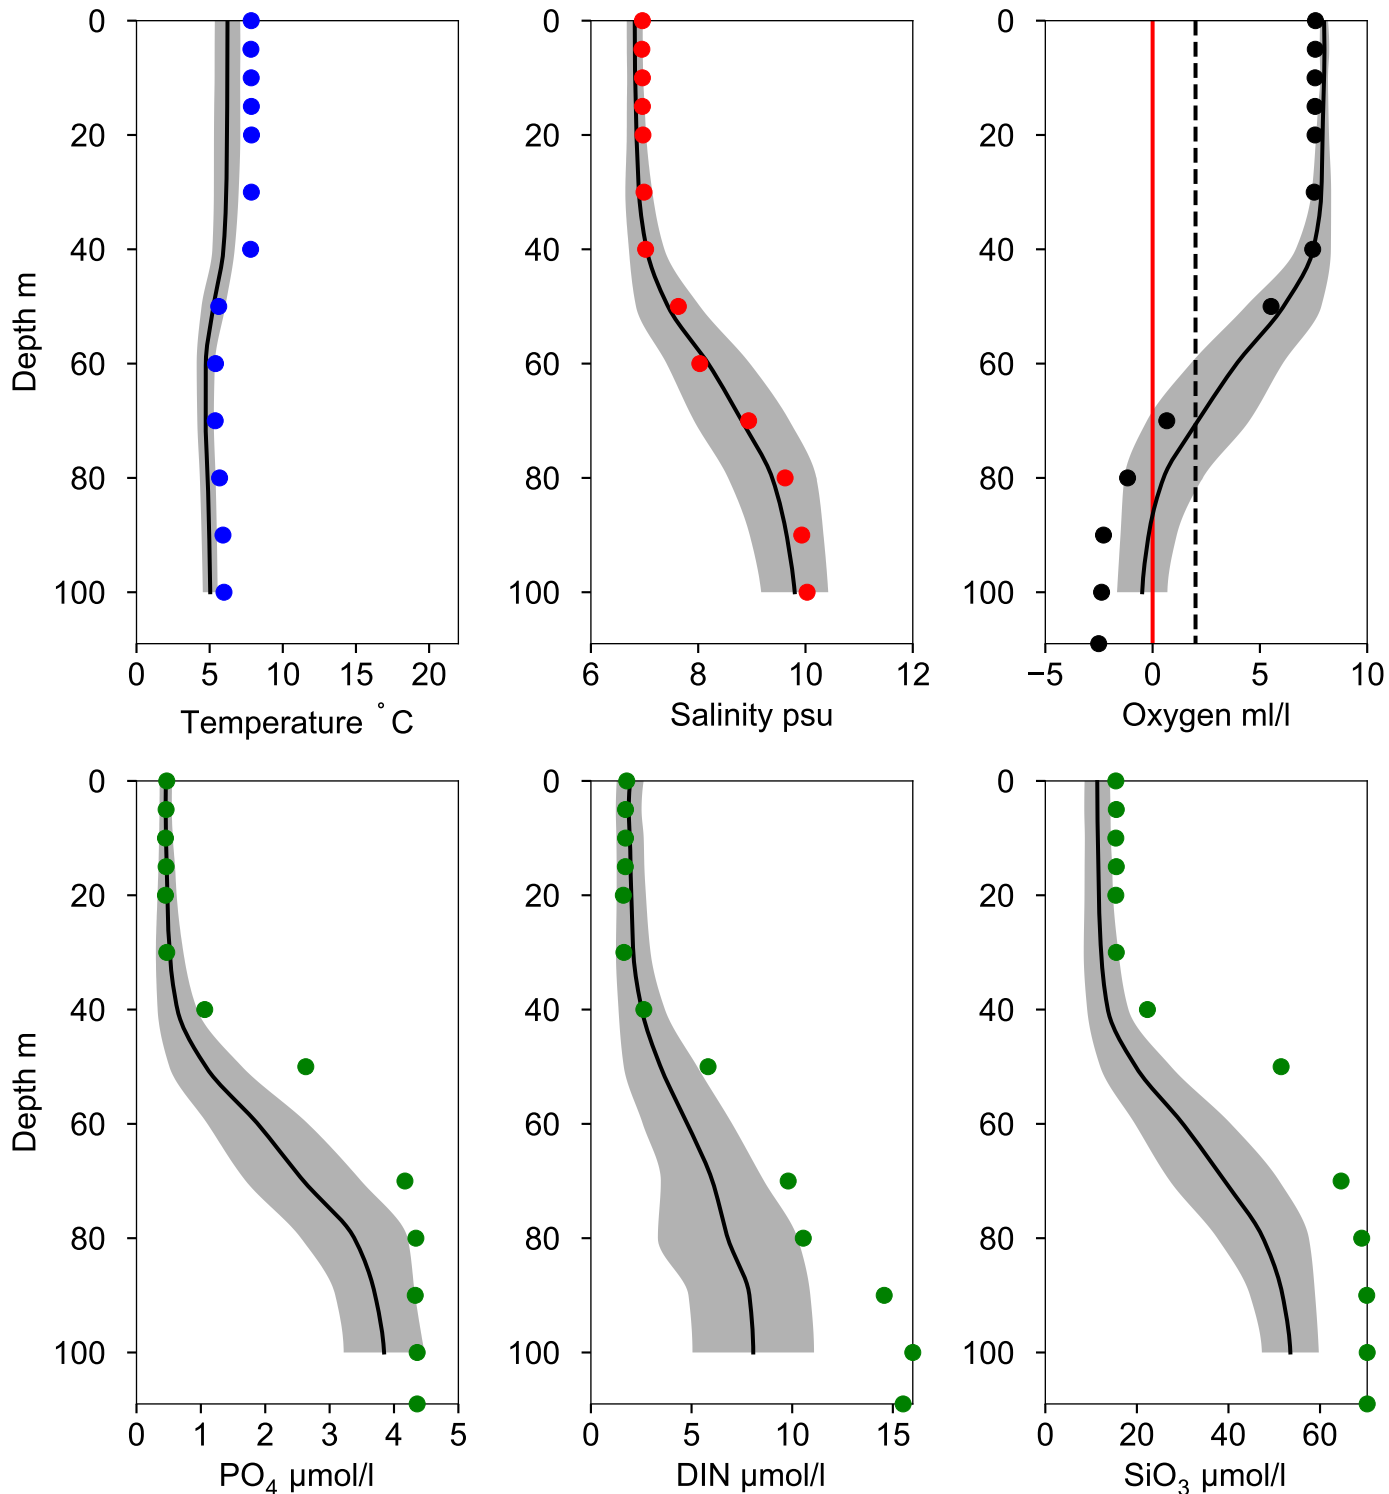 0
20
40
60
80
100
Depth m
0 5 10 15 20
Temperature °C
0
20
40
60
80
100
6 8 10 12
Salinity psu
0
20
40
60
80
100
−5 0 5 10
Oxygen ml/l
0
20
40
60
80
100
Depth m
0 1 2 3 4 5
PO₄ µmol/l
0
20
40
60
80
100
0 5 10 15
DIN µmol/l
0
20
40
60
80
100
0 20 40 60
SiO₃ µmol/l